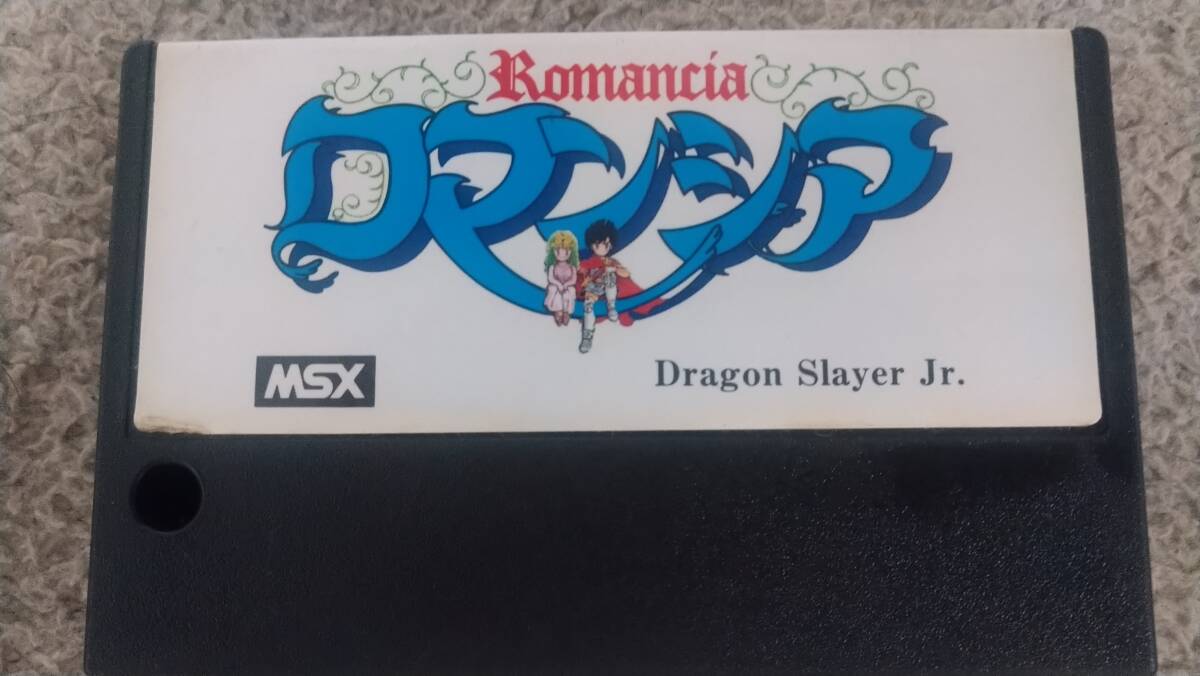 Romancia
ロマンシア
MSX
Dragon Slayer Jr.